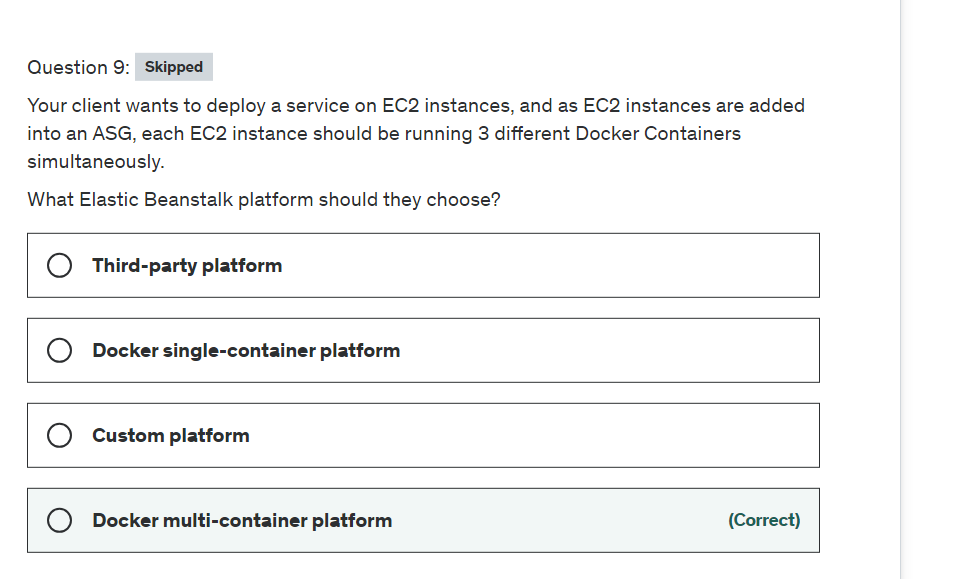 Question 9: Skipped
Your client wants to deploy a service on EC2 instances, and as EC2 instances are added
into an ASG, each EC2 instance should be running 3 different Docker Containers
simultaneously.
What Elastic Beanstalk platform should they choose?
Third-party platform
Docker single-container platform
Custom platform
Docker multi-container platform (Correct)